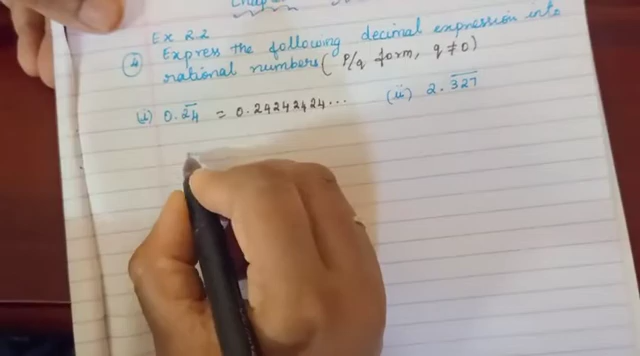 Ex 2.2
④ Express the following decimal expression into
rational numbers ( P/q form, q ≠ 0 )
(i) 0.2̅4̅ = 0.24242424... (ii) 2.3̅2̅7̅